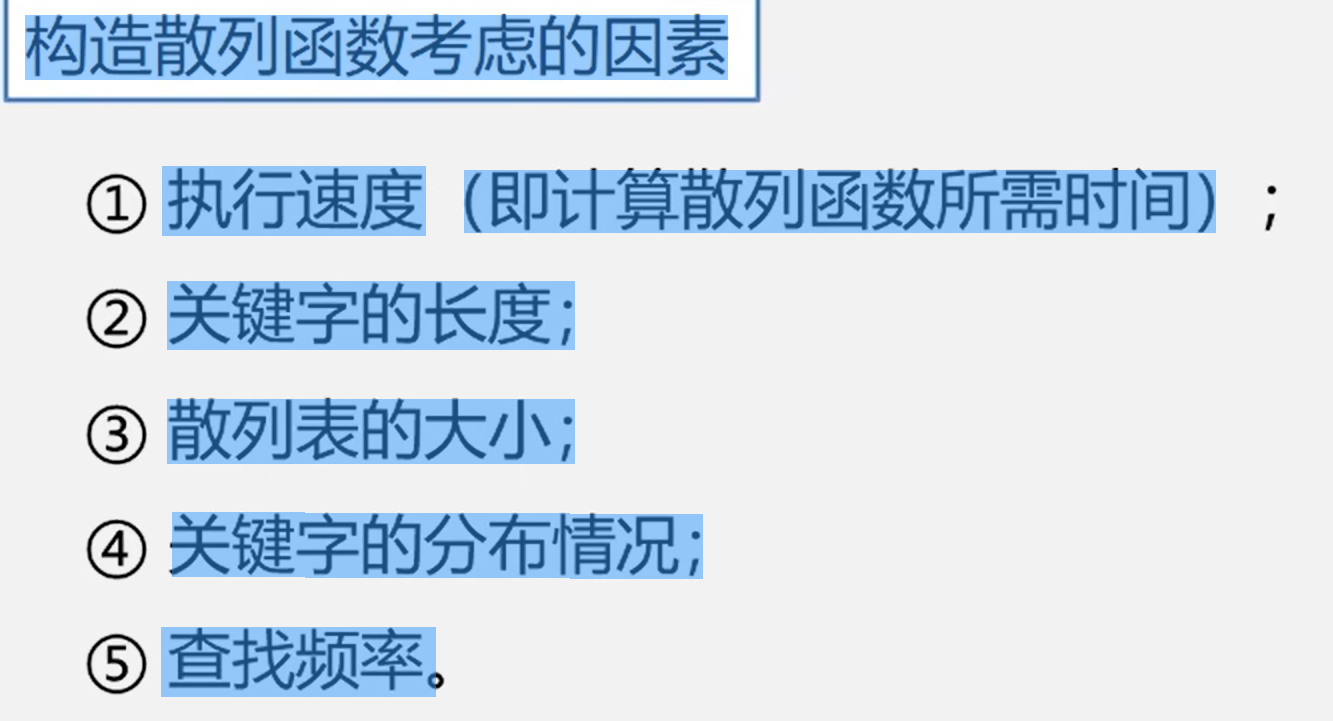 构造散列函数考虑的因素
① 执行速度（即计算散列函数所需时间）；
② 关键字的长度；
③ 散列表的大小；
④ 关键字的分布情况；
⑤ 查找频率。